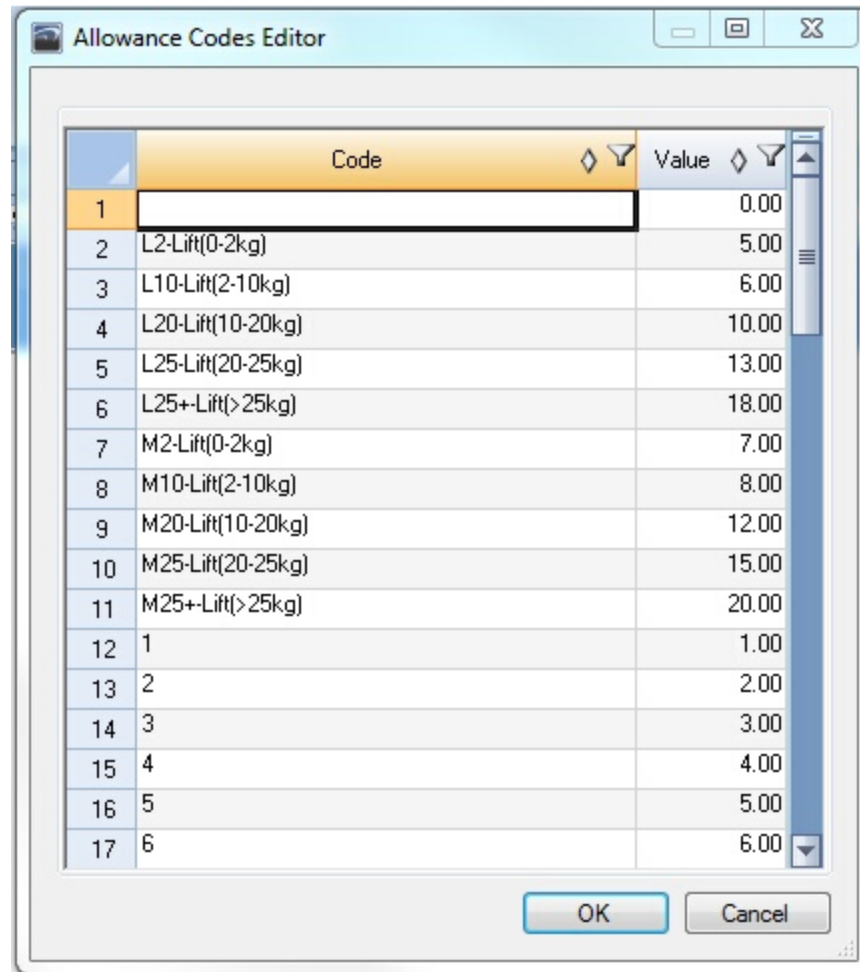 Allowance Codes Editor
Code Value
1 0.00
2 L2-Lift(0-2kg) 5.00
3 L10-Lift(2-10kg) 6.00
4 L20-Lift(10-20kg) 10.00
5 L25-Lift(20-25kg) 13.00
6 L25+-Lift(>25kg) 18.00
7 M2-Lift(0-2kg) 7.00
8 M10-Lift(2-10kg) 8.00
9 M20-Lift(10-20kg) 12.00
10 M25-Lift(20-25kg) 15.00
11 M25+-Lift(>25kg) 20.00
12 1 1.00
13 2 2.00
14 3 3.00
15 4 4.00
16 5 5.00
17 6 6.00
OK Cancel